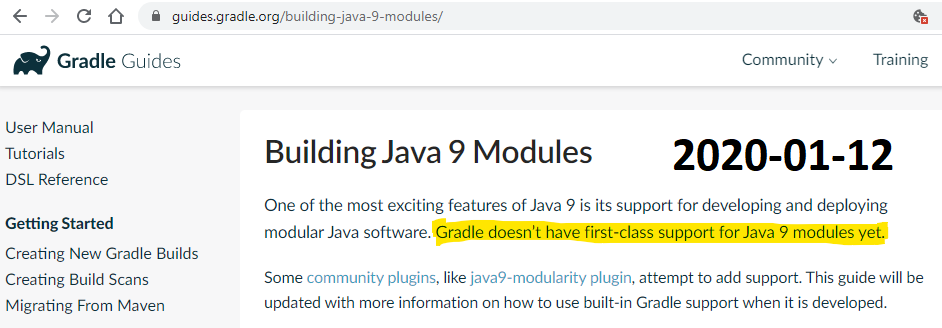 guides.gradle.org/building-java-9-modules/
Gradle Guides
Community
Training
User Manual
Tutorials
DSL Reference
Getting Started
Creating New Gradle Builds
Creating Build Scans
Migrating From Maven
Building Java 9 Modules
2020-01-12
One of the most exciting features of Java 9 is its support for developing and deploying
modular Java software. Gradle doesn't have first-class support for Java 9 modules yet.
Some community plugins, like java9-modularity plugin, attempt to add support. This guide will be
updated with more information on how to use built-in Gradle support when it is developed.